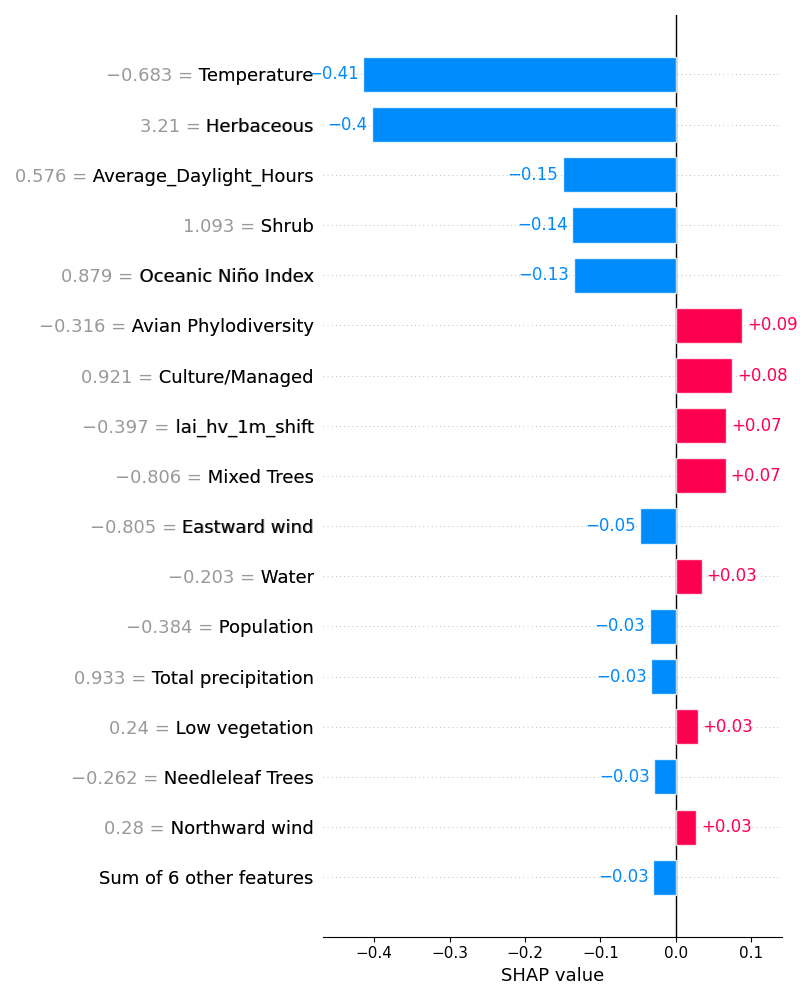 −0.683 = Temperature −0.41
3.21 = Herbaceous −0.4
0.576 = Average_Daylight_Hours −0.15
1.093 = Shrub −0.14
0.879 = Oceanic Niño Index −0.13
−0.316 = Avian Phylodiversity +0.09
0.921 = Culture/Managed +0.08
−0.397 = lai_hv_1m_shift +0.07
−0.806 = Mixed Trees +0.07
−0.805 = Eastward wind −0.05
−0.203 = Water +0.03
−0.384 = Population −0.03
0.933 = Total precipitation −0.03
0.24 = Low vegetation +0.03
−0.262 = Needleleaf Trees −0.03
0.28 = Northward wind +0.03
Sum of 6 other features −0.03
−0.4 −0.3 −0.2 −0.1 0.0 0.1
SHAP value